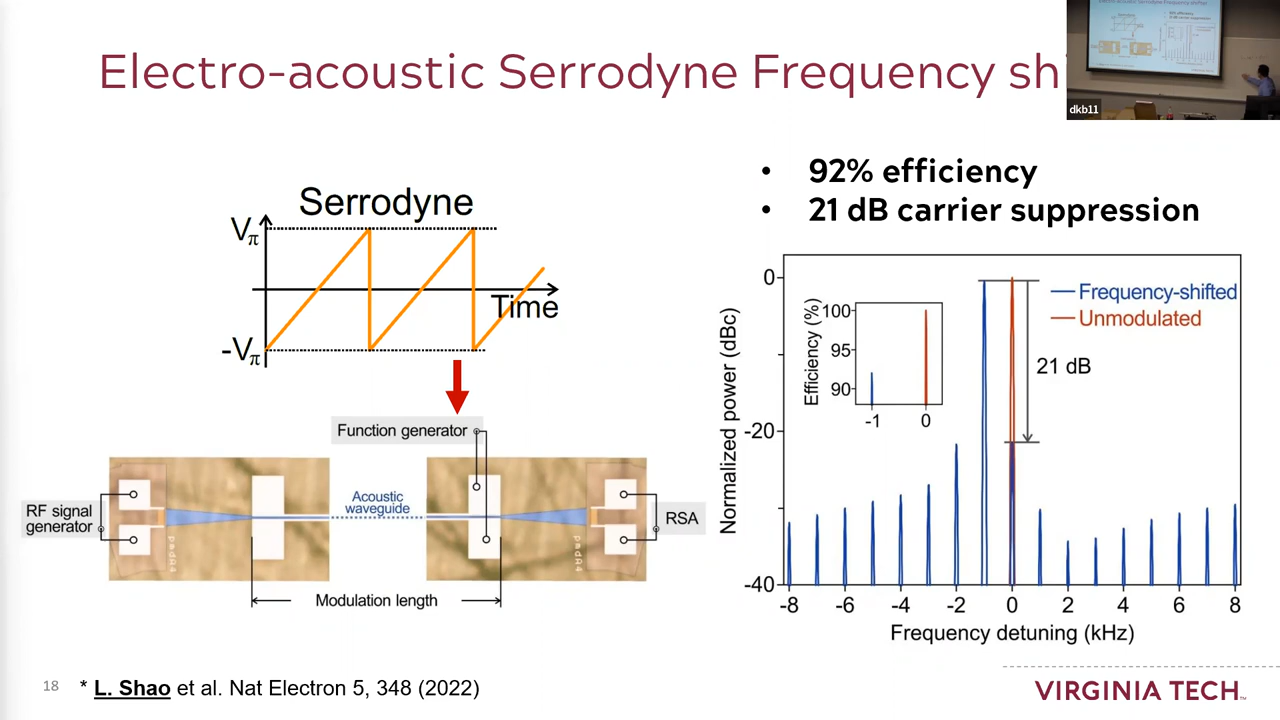 Electro-acoustic Serrodyne Frequency shi
dkb11
• 92% efficiency
• 21 dB carrier suppression
Serrodyne
Vπ
Time
-Vπ
Function generator
RF signal
generator
Acoustic
waveguide
RSA
Modulation length
0
-20
-40
Normalized power (dBc)
Efficiency (%)
100
95
90
-1 0
Frequency-shifted
Unmodulated
21 dB
-8 -6 -4 -2 0 2 4 6 8
Frequency detuning (kHz)
18
* L. Shao et al. Nat Electron 5, 348 (2022)
VIRGINIA TECH